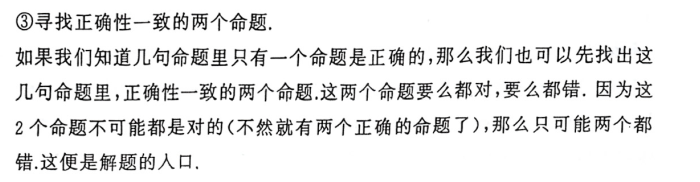 ③寻找正确性一致的两个命题.
如果我们知道几句命题里只有一个命题是正确的,那么我们也可以先找出这
几句命题里,正确性一致的两个命题.这两个命题要么都对,要么都错. 因为这
2个命题不可能都是对的(不然就有两个正确的命题了),那么只可能两个都
错.这便是解题的入口.